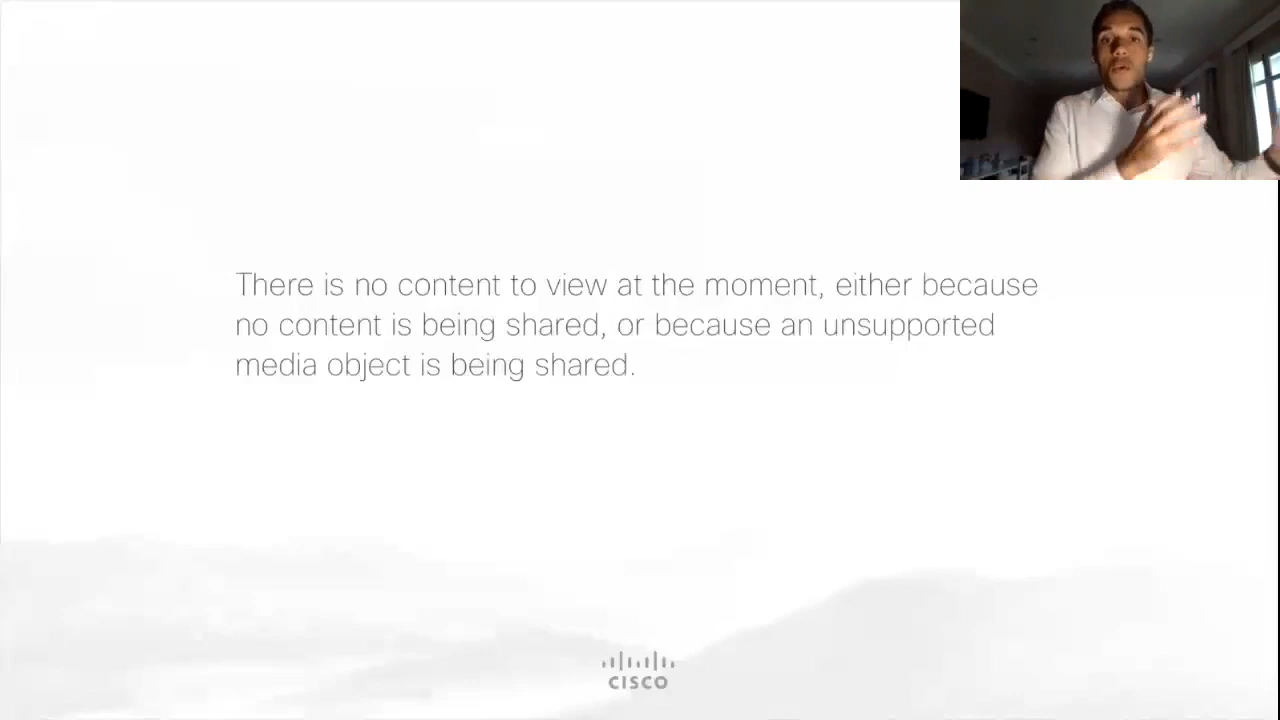 There is no content to view at the moment, either because
no content is being shared, or because an unsupported
media object is being shared.
CISCO